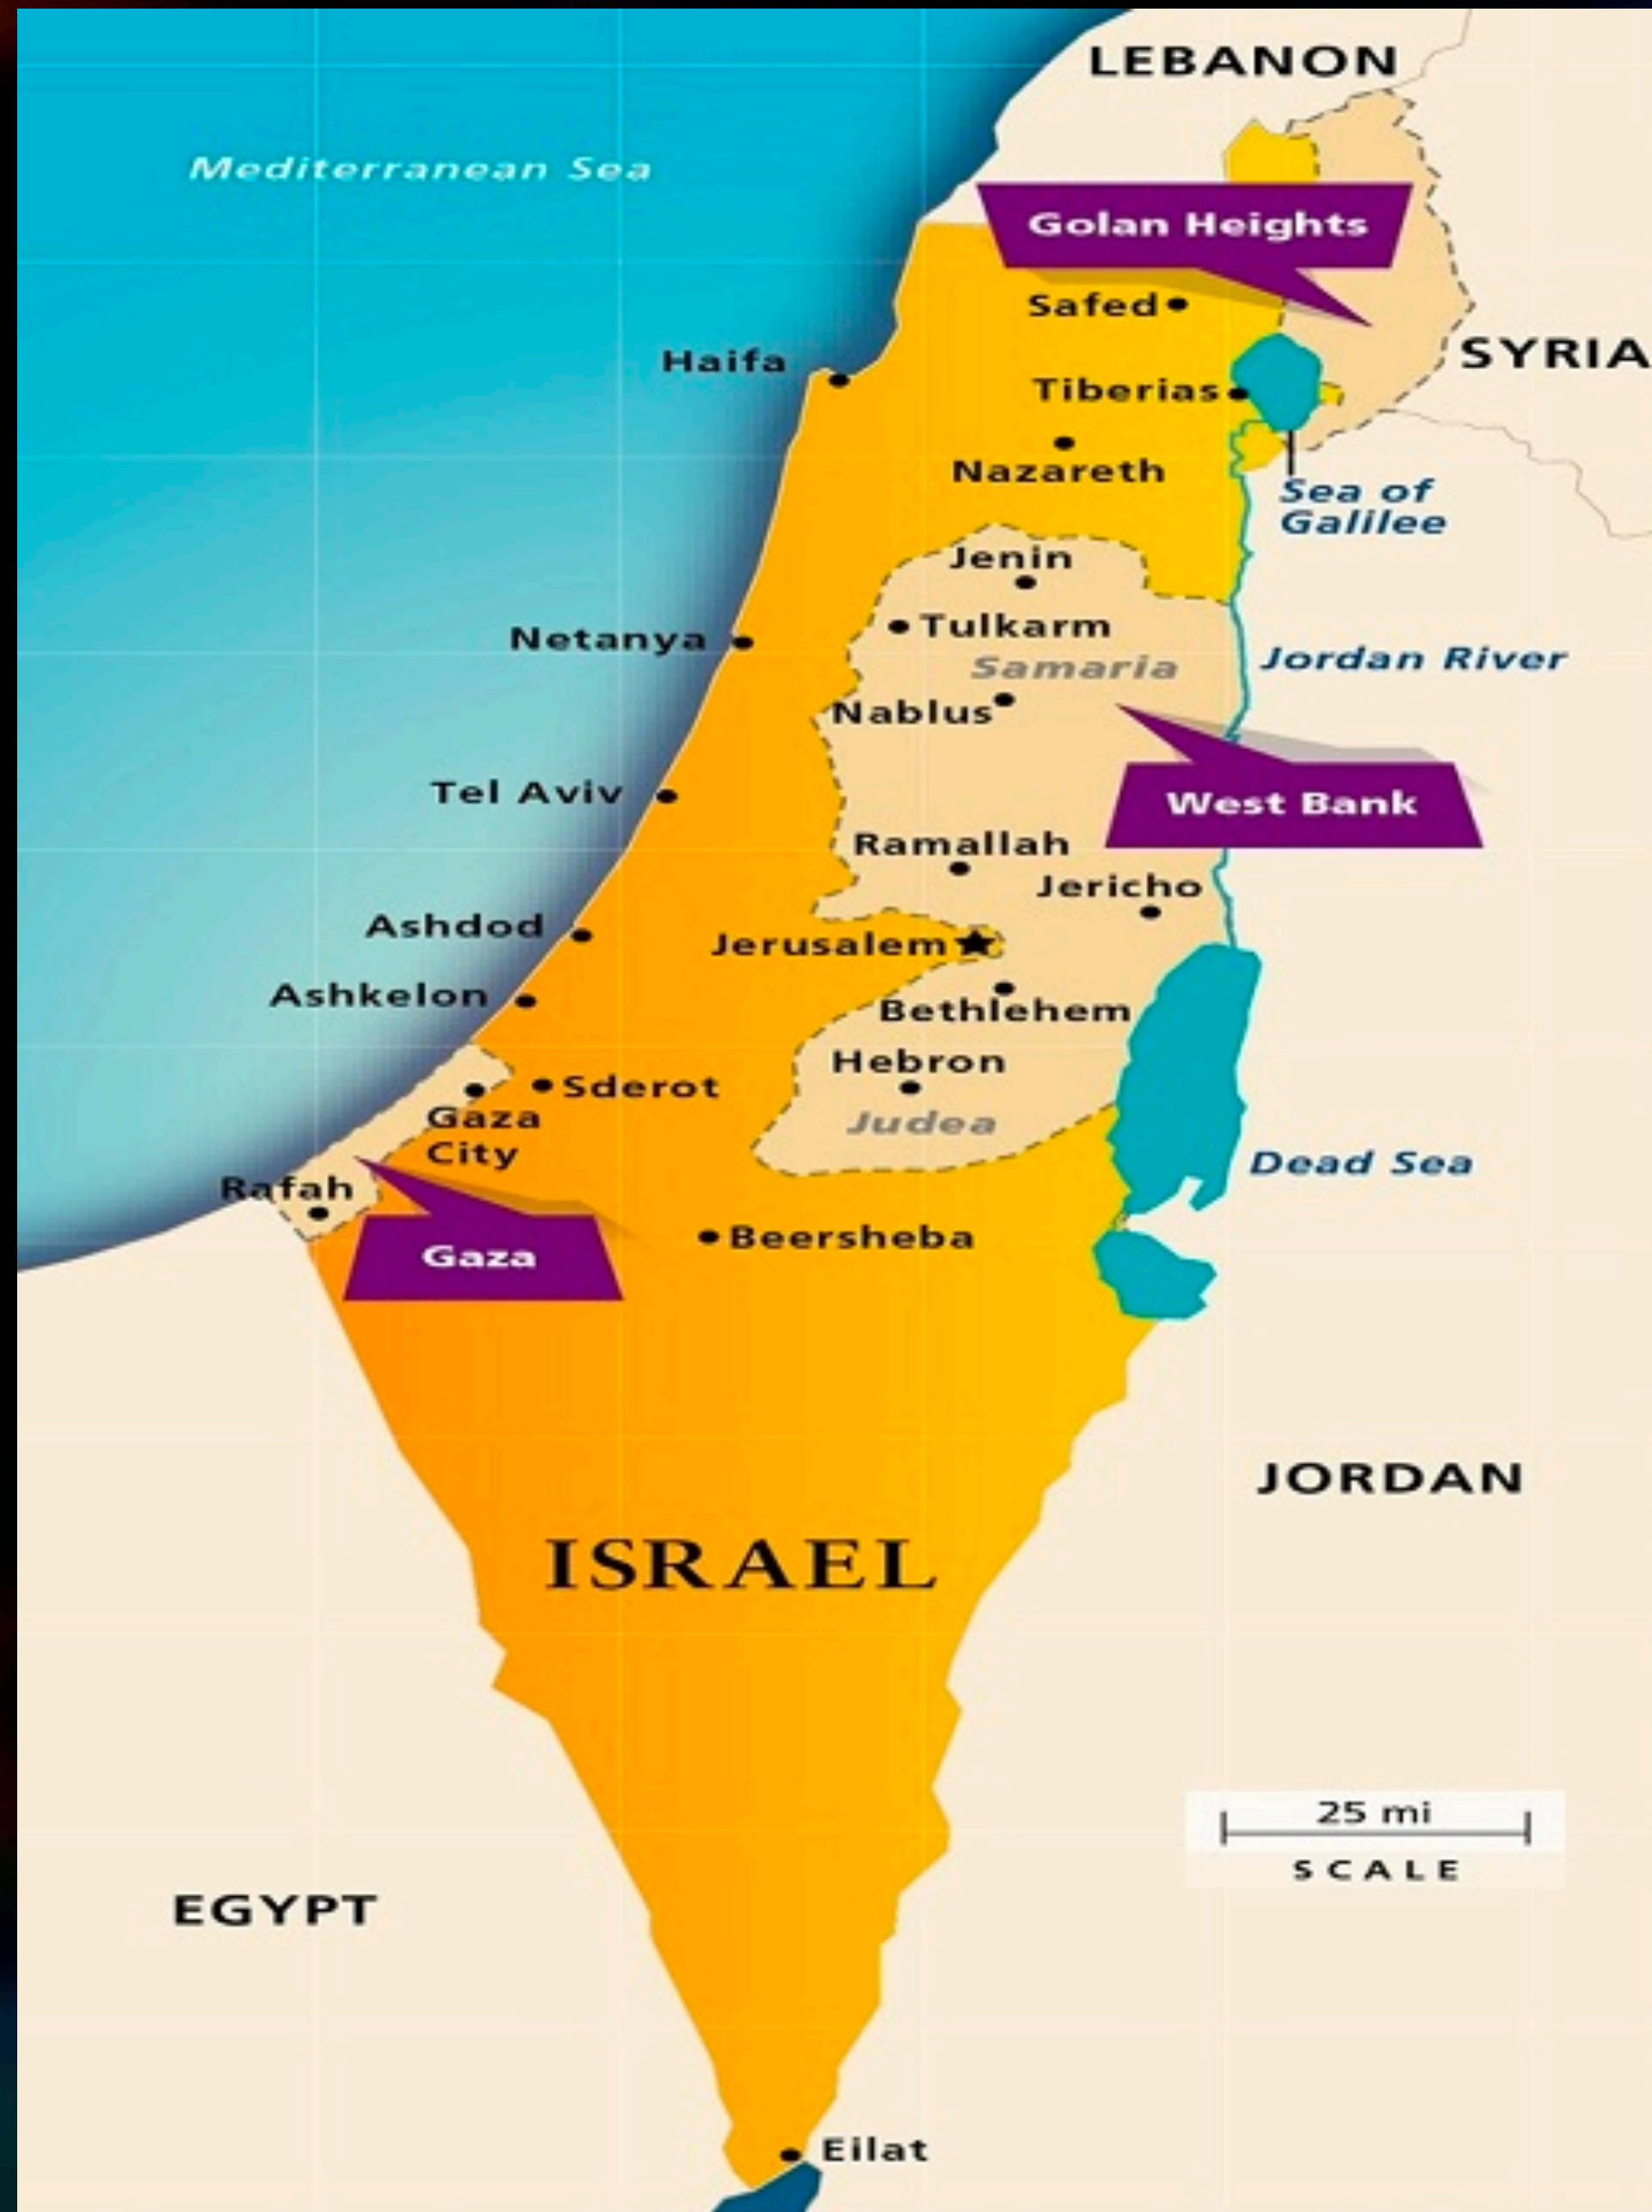 LEBANON
Mediterranean Sea
Golan Heights
Safed
SYRIA
Haifa
Tiberias
Nazareth
Sea of
Galilee
Jenin
Tulkarm
Netanya
Samaria
Jordan River
Nablus
Tel Aviv
West Bank
Ramallah
Jericho
Ashdod
Jerusalem
Ashkelon
Bethlehem
Hebron
Sderot
Gaza
City
Judea
Dead Sea
Rafah
Beersheba
Gaza
JORDAN
ISRAEL
25 mi
SCALE
EGYPT
Eilat